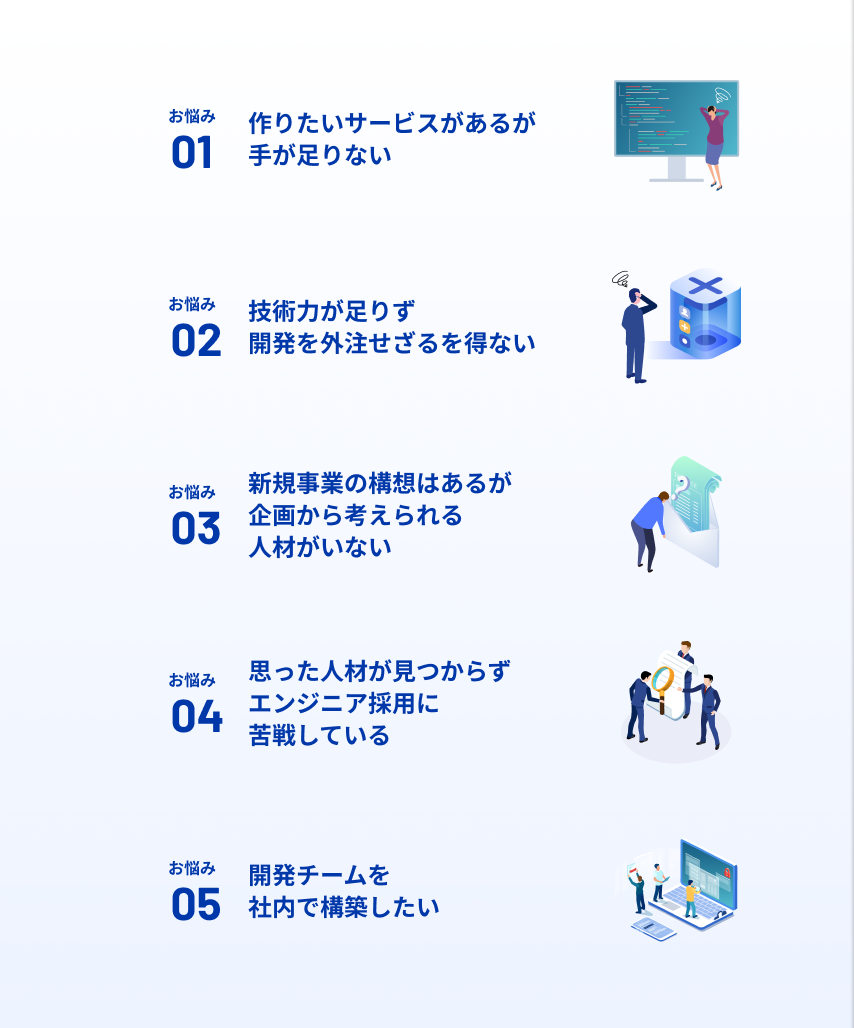 お悩み
01
作りたいサービスがあるが
手が足りない
お悩み
02
技術力が足りず
開発を外注せざるを得ない
お悩み
03
新規事業の構想はあるが
企画から考えられる
人材がいない
お悩み
04
思った人材が見つからず
エンジニア採用に
苦戦している
お悩み
05
開発チームを
社内で構築したい